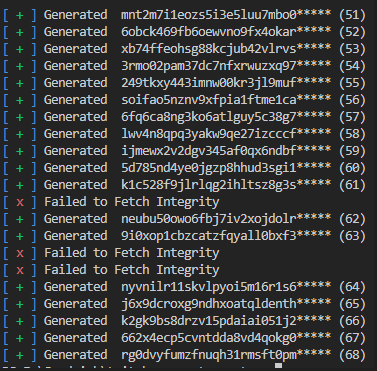 [ + ] Generated mnt2m7i1eozs5i3e5luu7mbo0***** (51)
[ + ] Generated 6obck469fb6oewvno9fx4okar***** (52)
[ + ] Generated xb74ffeohsg88kcjub42vlrvs***** (53)
[ + ] Generated 3rmo02pam37dc7nfxrwuzxq97***** (54)
[ + ] Generated 249tkxy443imnw00kr3jl9muf***** (55)
[ + ] Generated soifao5nznv9xfpia1ftme1ca***** (56)
[ + ] Generated 6fq6ca8ng3ko6atlguy5c38g7***** (57)
[ + ] Generated lwv4n8qpq3yakw9qe27izcccf***** (58)
[ + ] Generated ijmewx2v2dgv345af0qx6ndbf***** (59)
[ + ] Generated 5d785nd4ye0jgzp8hhud3sgi1***** (60)
[ + ] Generated k1c528f9jlrlqg2ihltsz8g3s***** (61)
[ x ] Failed to Fetch Integrity
[ + ] Generated neubu50owo6fbj7iv2xojdolr***** (62)
[ + ] Generated 9i0xop1cbzcatzfqyall0bxf3***** (63)
[ x ] Failed to Fetch Integrity
[ x ] Failed to Fetch Integrity
[ + ] Generated nyvnilr11skvlpyoi5m16r1s6***** (64)
[ + ] Generated j6x9dcroxg9ndhxoatqldenth***** (65)
[ + ] Generated k2gk9bs8drzv15pdaiai051j2***** (66)
[ + ] Generated 662x4ecp5cvntdda8vd4qokg0***** (67)
[ + ] Generated rg0dvyfumzfnuqh31rmsft0pm***** (68)